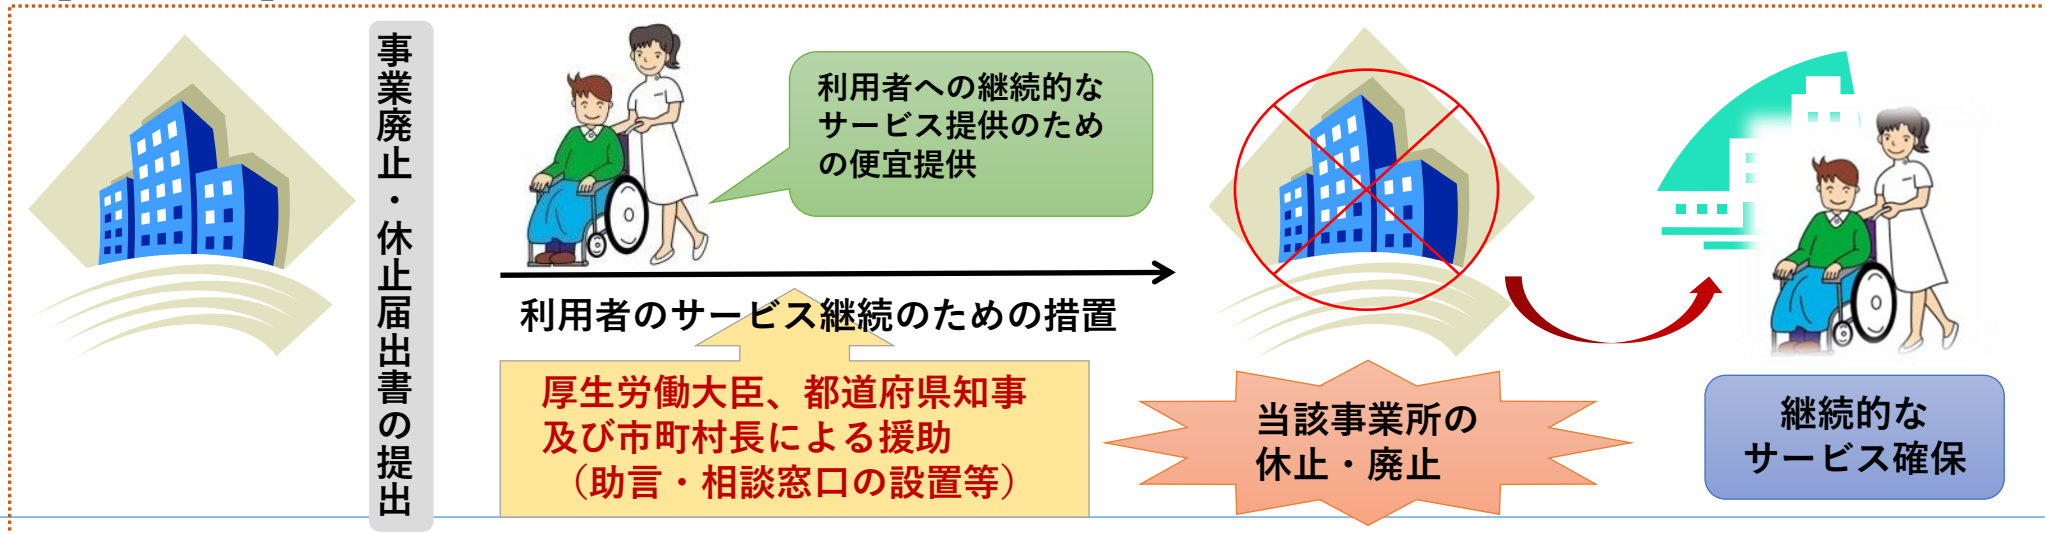 事業廃止・休止届出書の提出
利用者への継続的な
サービス提供のため
の便宜提供
利用者のサービス継続のための措置
厚生労働大臣、都道府県知事
及び市町村長による援助
（助言・相談窓口の設置等）
当該事業所の
休止・廃止
継続的な
サービス確保